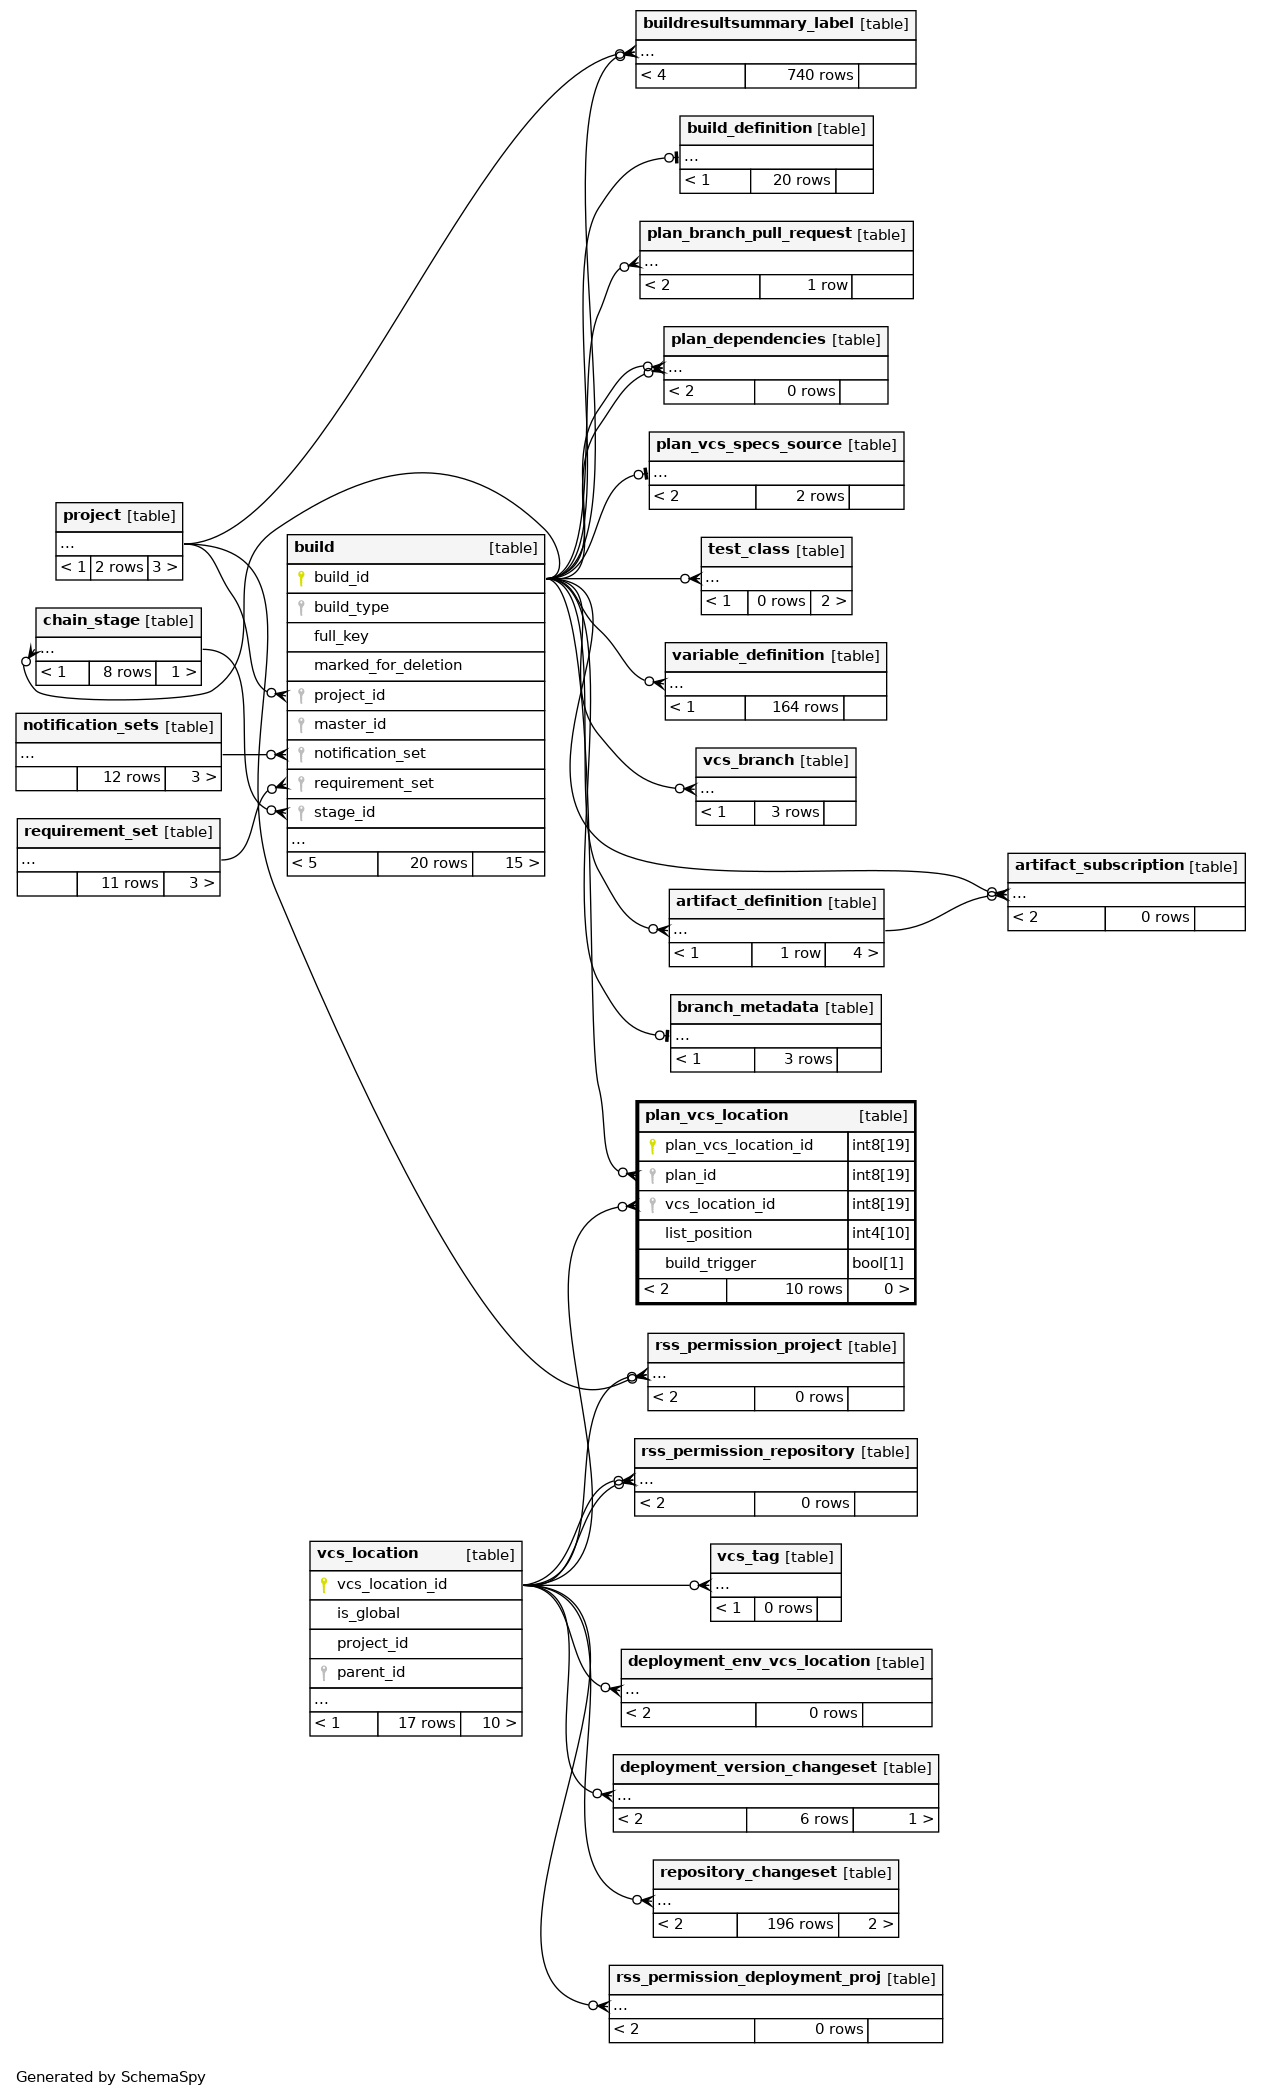 buildresultsummary_label [table]
...
< 4 740 rows
build_definition [table]
...
< 1 20 rows
plan_branch_pull_request [table]
...
< 2 1 row
plan_dependencies [table]
...
< 2 0 rows
plan_vcs_specs_source [table]
...
< 2 2 rows
project [table]
...
< 1 2 rows 3 >
build [table]
build_id
build_type
full_key
marked_for_deletion
project_id
master_id
notification_set
requirement_set
stage_id
...
< 5 20 rows 15 >
test_class [table]
...
< 1 0 rows 2 >
chain_stage [table]
...
< 1 8 rows 1 >
variable_definition [table]
...
< 1 164 rows
notification_sets [table]
...
12 rows 3 >
vcs_branch [table]
...
< 1 3 rows
requirement_set [table]
...
11 rows 3 >
artifact_subscription [table]
...
< 2 0 rows
artifact_definition [table]
...
< 1 1 row 4 >
branch_metadata [table]
...
< 1 3 rows
plan_vcs_location [table]
plan_vcs_location_id int8[19]
plan_id int8[19]
vcs_location_id int8[19]
list_position int4[10]
build_trigger bool[1]
< 2 10 rows 0 >
rss_permission_project [table]
...
< 2 0 rows
rss_permission_repository [table]
...
< 2 0 rows
vcs_location [table]
vcs_location_id
is_global
project_id
parent_id
...
< 1 17 rows 10 >
vcs_tag [table]
...
< 1 0 rows
deployment_env_vcs_location [table]
...
< 2 0 rows
deployment_version_changeset [table]
...
< 2 6 rows 1 >
repository_changeset [table]
...
< 2 196 rows 2 >
rss_permission_deployment_proj [table]
...
< 2 0 rows
Generated by SchemaSpy